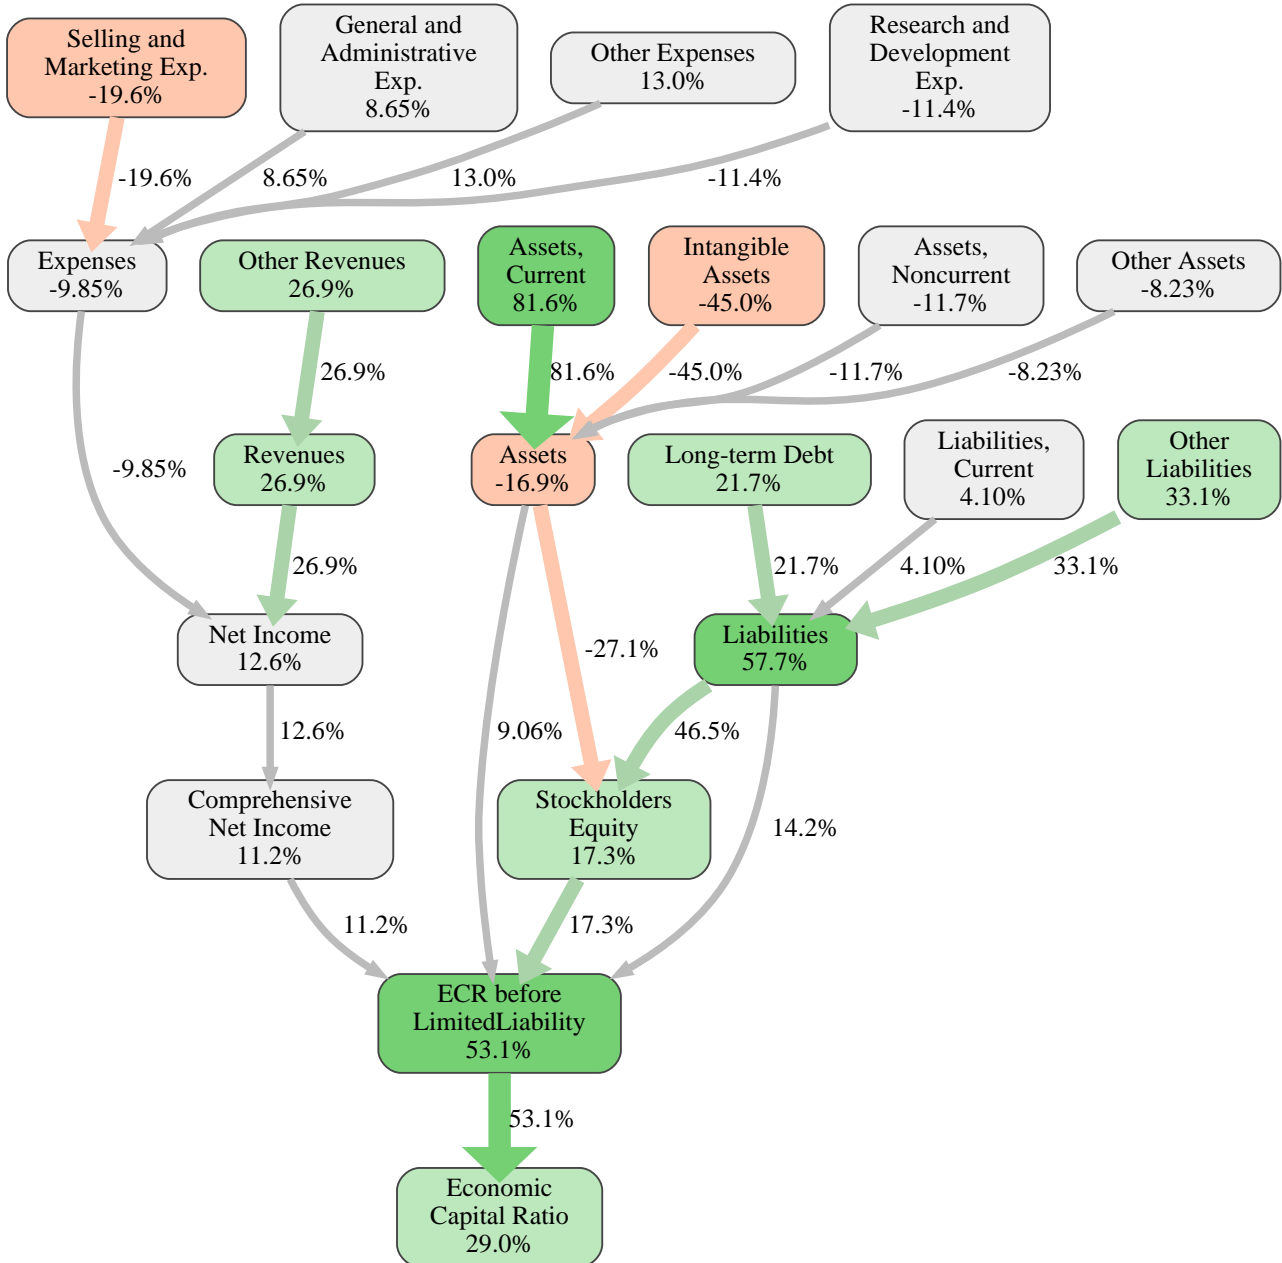 Selling and
Marketing Exp.
-19.6%
General and
Administrative
Exp.
8.65%
Other Expenses
13.0%
Research and
Development
Exp.
-11.4%
-19.6%
8.65%
13.0%
-11.4%
Expenses
-9.85%
Other Revenues
26.9%
Assets,
Current
81.6%
Intangible
Assets
-45.0%
Assets,
Noncurrent
-11.7%
Other Assets
-8.23%
26.9%
81.6%
-45.0%
-11.7%
-8.23%
-9.85%
Revenues
26.9%
Assets
-16.9%
Long-term Debt
21.7%
Liabilities,
Current
4.10%
Other
Liabilities
33.1%
26.9%
21.7%
4.10%
33.1%
Net Income
12.6%
-27.1%
Liabilities
57.7%
12.6%
9.06%
46.5%
Comprehensive
Net Income
11.2%
Stockholders
Equity
17.3%
14.2%
11.2%
17.3%
ECR before
LimitedLiability
53.1%
53.1%
Economic
Capital Ratio
29.0%